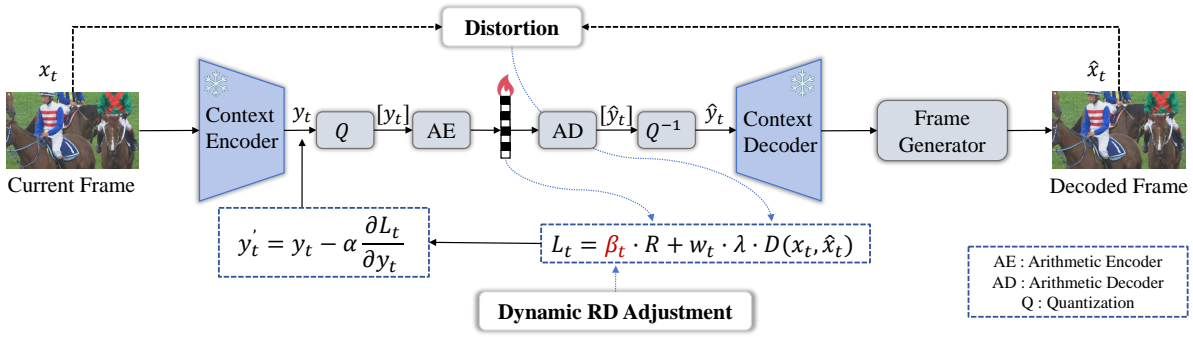 Distortion
x_t
x̂_t
Context
Encoder
y_t
Q
[y_t]
AE
AD
[ŷ_t]
Q^{-1}
ŷ_t
Context
Decoder
Frame
Generator
Current Frame
Decoded Frame
y_t^' = y_t − α ∂L_t/∂y_t
L_t = β_t · R + w_t · λ · D(x_t, x̂_t)
Dynamic RD Adjustment
AE : Arithmetic Encoder
AD : Arithmetic Decoder
Q : Quantization